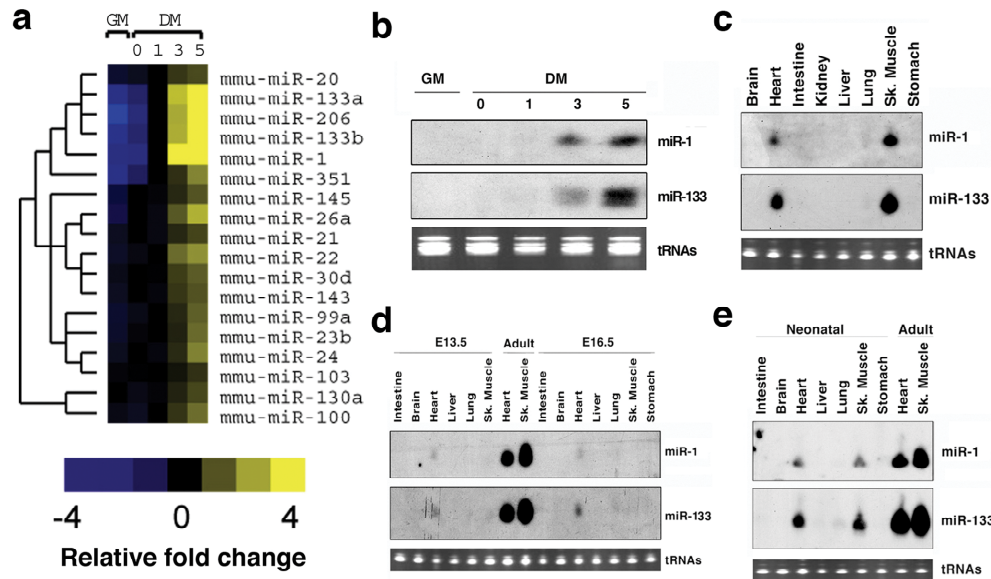 a
GM DM
0 1 3 5
mmu-miR-20
mmu-miR-133a
mmu-miR-206
mmu-miR-133b
mmu-miR-1
mmu-miR-351
mmu-miR-145
mmu-miR-26a
mmu-miR-21
mmu-miR-22
mmu-miR-30d
mmu-miR-143
mmu-miR-99a
mmu-miR-23b
mmu-miR-24
mmu-miR-103
mmu-miR-130a
mmu-miR-100
-4 0 4
Relative fold change
b
GM DM
0 1 3 5
miR-1
miR-133
tRNAs
c
Brain
Heart
Intestine
Kidney
Liver
Lung
Sk. Muscle
Stomach
miR-1
miR-133
tRNAs
d
E13.5 Adult E16.5
Intestine
Brain
Heart
Liver
Lung
Sk. Muscle
Heart
Sk. Muscle
Intestine
Brain
Heart
Liver
Lung
Sk. Muscle
Stomach
miR-1
miR-133
tRNAs
e
Neonatal Adult
Intestine
Brain
Heart
Liver
Lung
Sk. Muscle
Stomach
Heart
Sk. Muscle
miR-1
miR-133
tRNAs